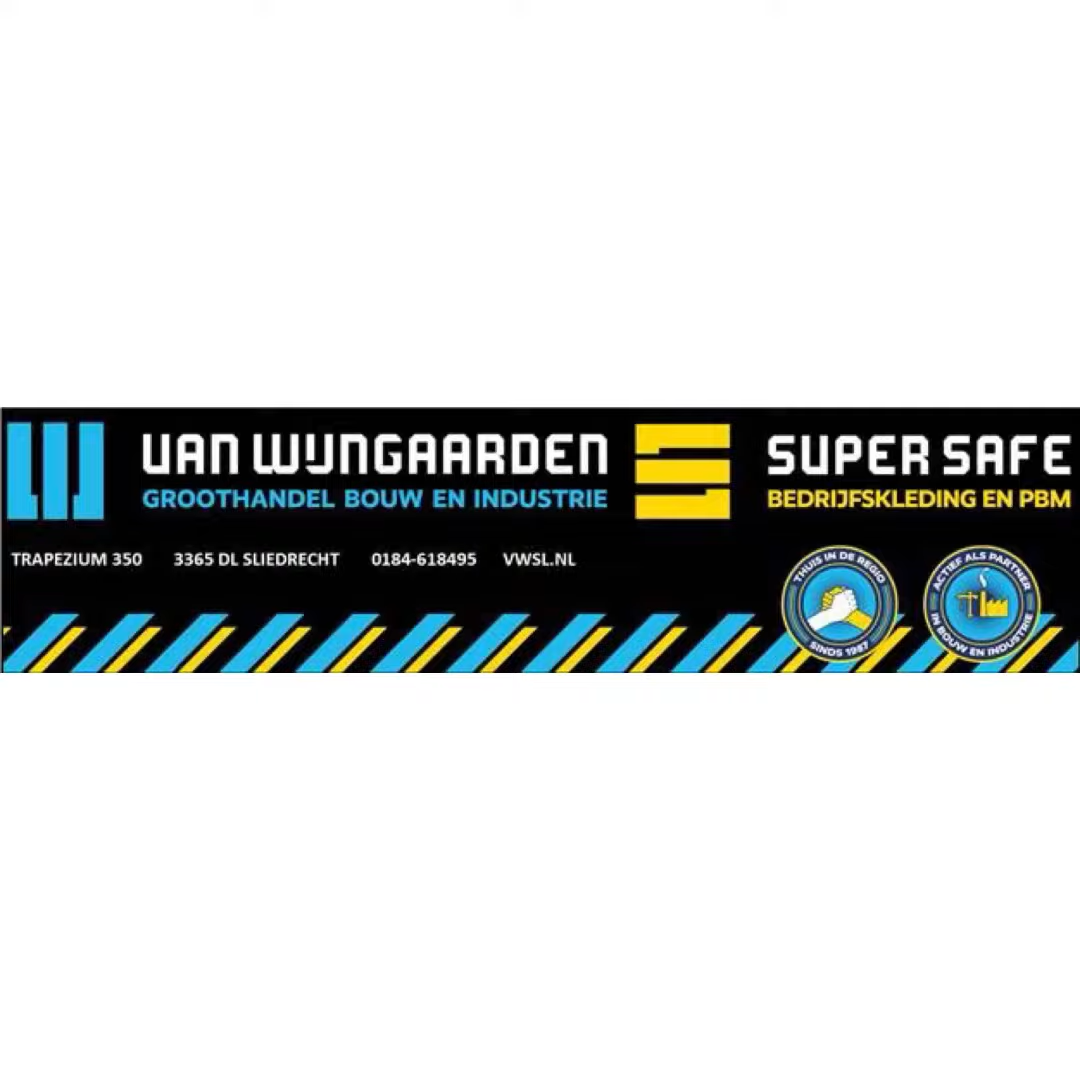 VAN WIJNGAARDEN
GROOTHANDEL BOUW EN INDUSTRIE
SUPER SAFE
BEDRIJFSKLEDING EN PBM
TRAPEZIUM 350 3365 DL SLIEDRECHT 0184-618495 VWSL.NL
THUIS IN DE REGIO
SINDS 1987
ACTIEF ALS PARTNER
IN BOUW EN INDUSTRIE